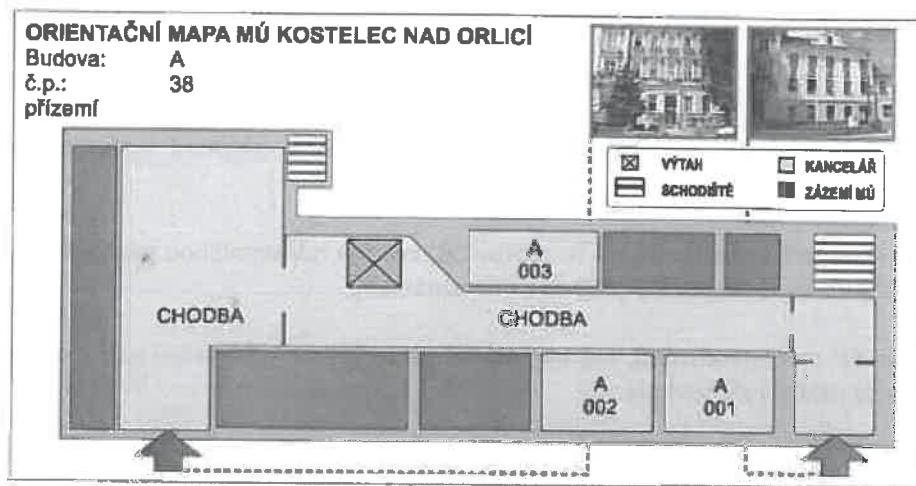 ORIENTAČNÍ MAPA MÚ KOSTELEC NAD ORLICÍ
Budova: A
č.p.: 38
přízemí
VÝTAH
KANCELÁŘ
SCHODIŠTĚ
ZÁZEMÍ MÚ
A
003
CHODBA
CHODBA
A
002
A
001